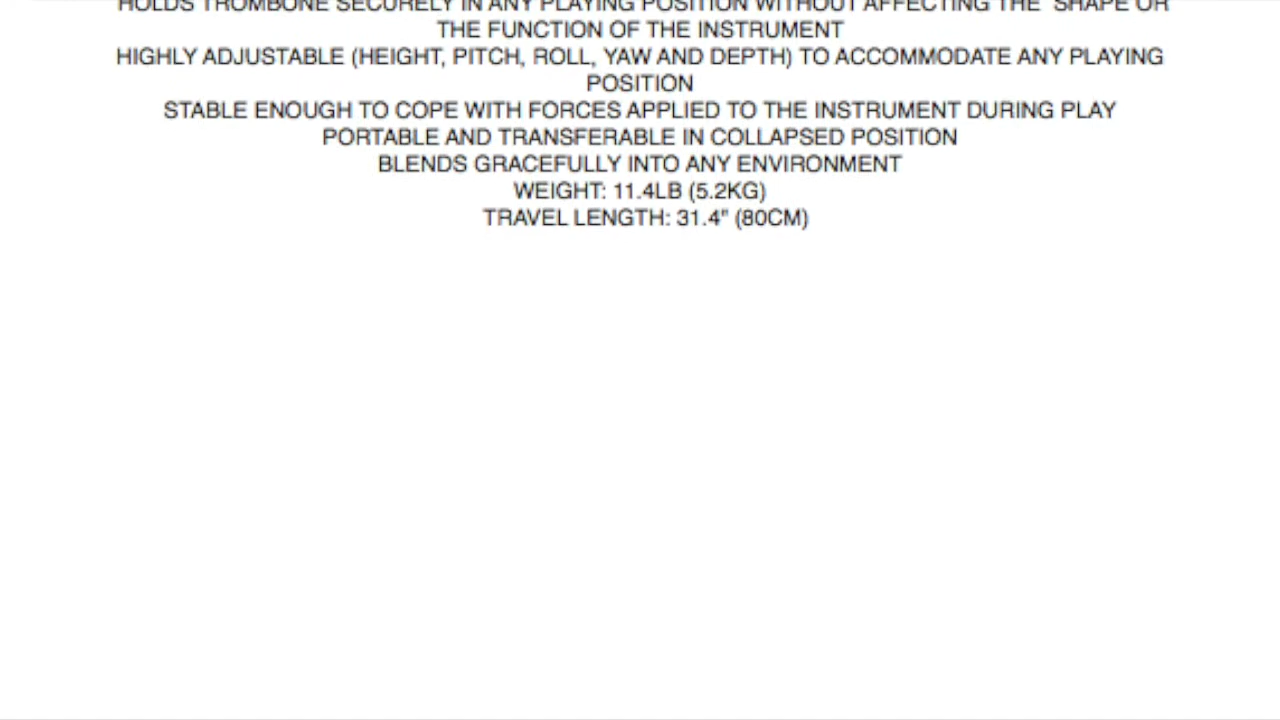 HOLDS TROMBONE SECURELY IN ANY PLAYING POSITION WITHOUT AFFECTING THE SHAPE OR
THE FUNCTION OF THE INSTRUMENT
HIGHLY ADJUSTABLE (HEIGHT, PITCH, ROLL, YAW AND DEPTH) TO ACCOMMODATE ANY PLAYING
POSITION
STABLE ENOUGH TO COPE WITH FORCES APPLIED TO THE INSTRUMENT DURING PLAY
PORTABLE AND TRANSFERABLE IN COLLAPSED POSITION
BLENDS GRACEFULLY INTO ANY ENVIRONMENT
WEIGHT: 11.4LB (5.2KG)
TRAVEL LENGTH: 31.4" (80CM)